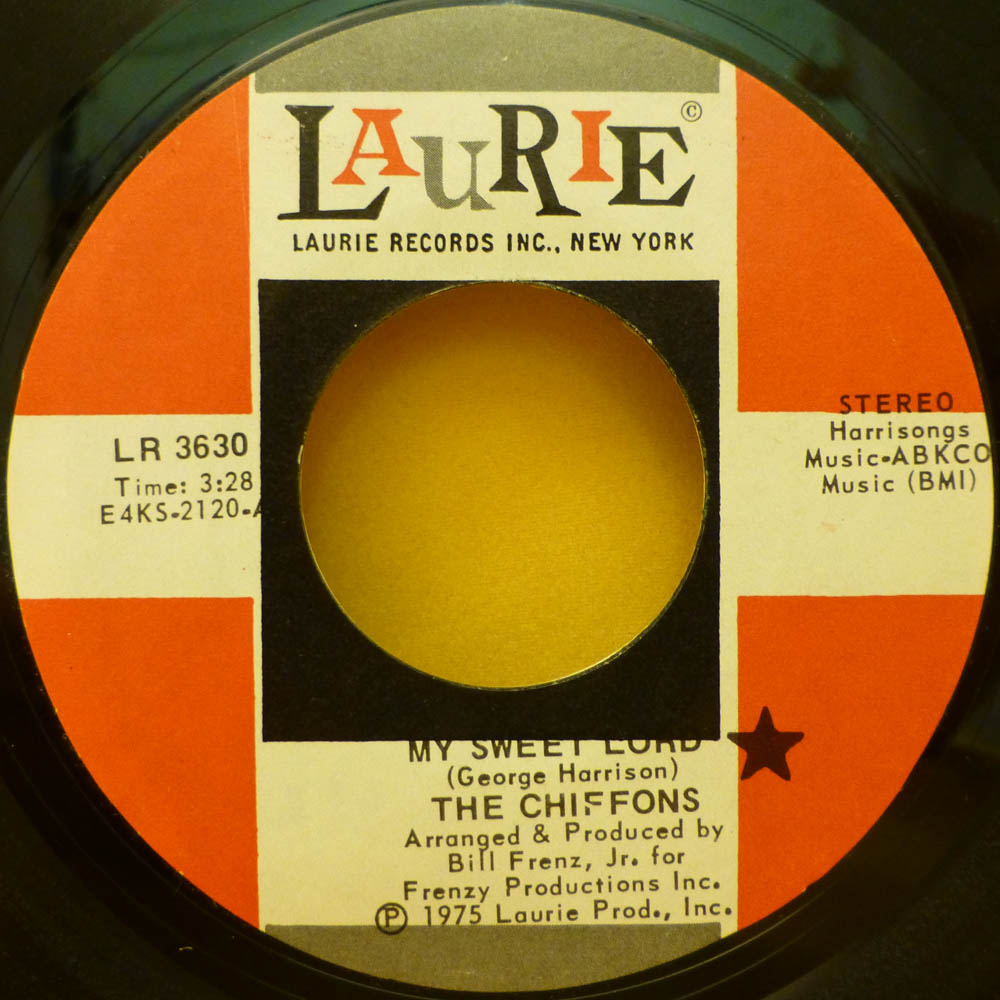 LAURIE ©
LAURIE RECORDS INC., NEW YORK
LR 3630
Time: 3:28
E4KS-2120-A
STEREO
Harrisongs
Music-ABKCO
Music (BMI)
MY SWEET LORD
(George Harrison)
THE CHIFFONS
Arranged & Produced by
Bill Frenz, Jr. for
Frenzy Productions Inc.
℗ 1975 Laurie Prod., Inc.